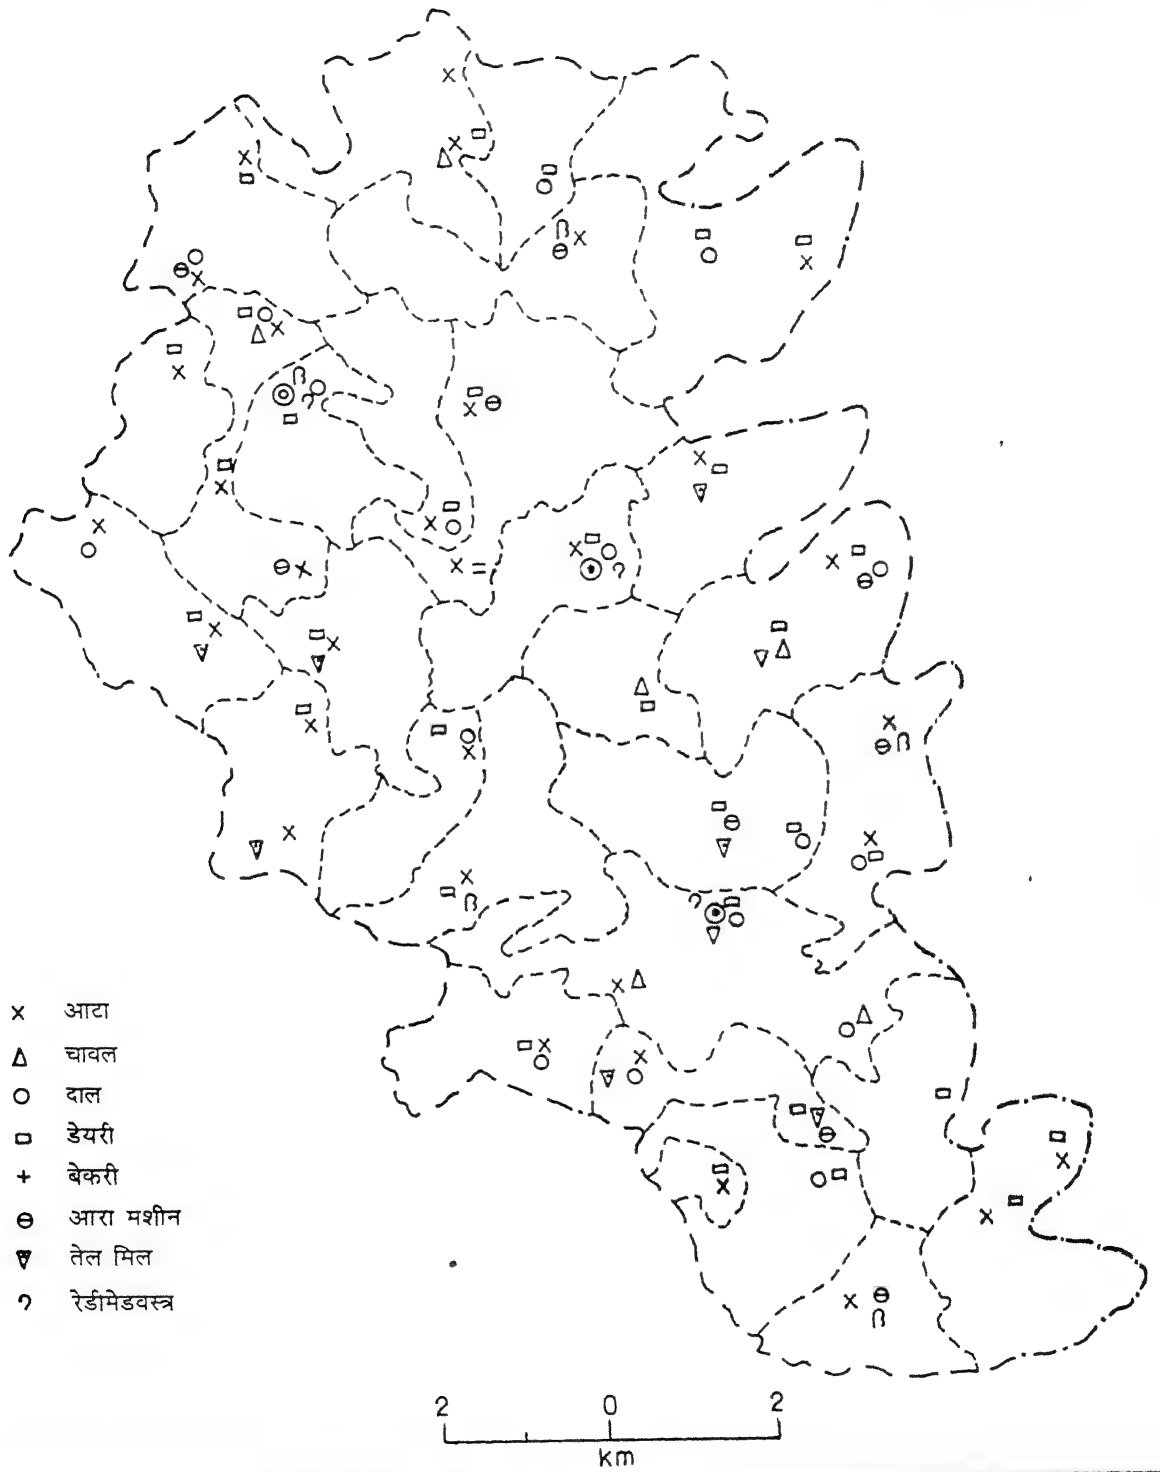 × आटा
△ चावल
○ दाल
▭ डेयरी
+ बेकरी
⊖ आरा मशीन
▽ तेल मिल
? रेडीमेडवस्त्र
2 0 2
km